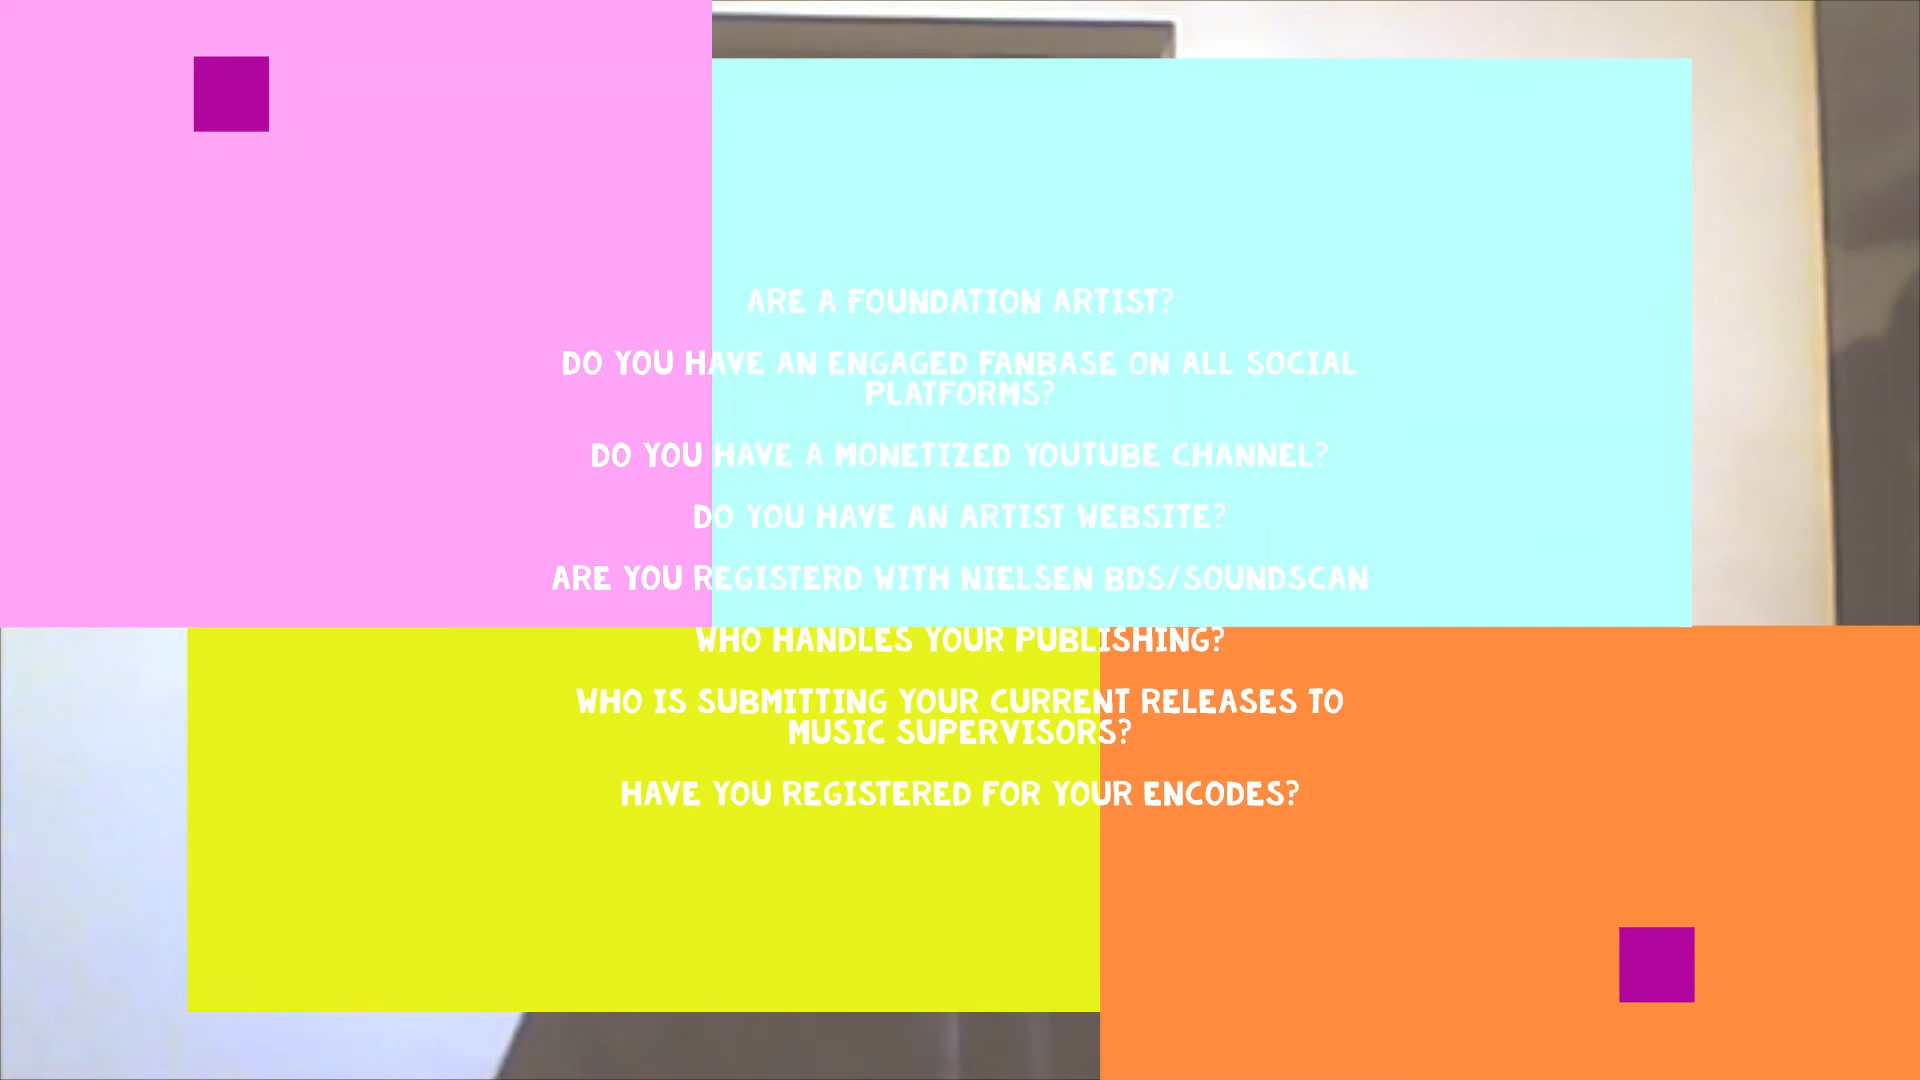 ARE A FOUNDATION ARTIST?
DO YOU HAVE AN ENGAGED FANBASE ON ALL SOCIAL
PLATFORMS?
DO YOU HAVE A MONETIZED YOUTUBE CHANNEL?
DO YOU HAVE AN ARTIST WEBSITE?
ARE YOU REGISTERD WITH NIELSEN BDS/SOUNDSCAN
WHO HANDLES YOUR PUBLISHING?
WHO IS SUBMITTING YOUR CURRENT RELEASES TO
MUSIC SUPERVISORS?
HAVE YOU REGISTERED FOR YOUR ENCODES?